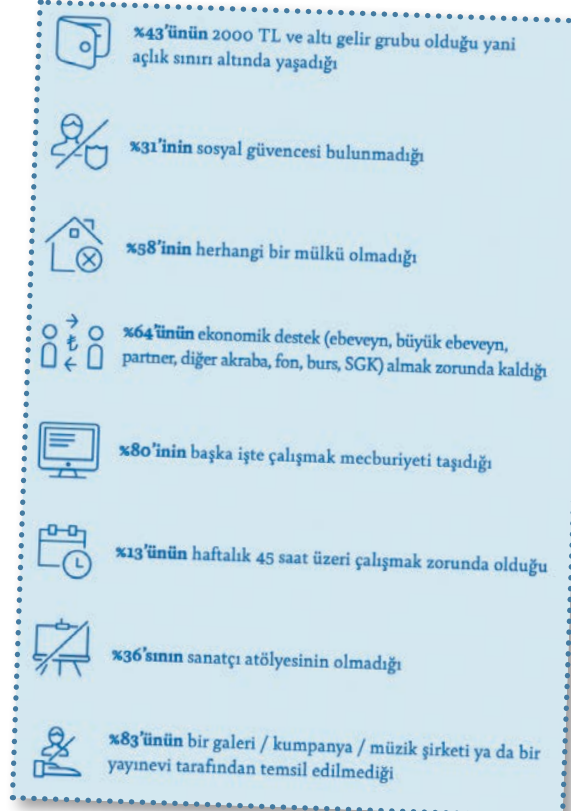 %43'ünün 2000 TL ve altı gelir grubu olduğu yani
açlık sınırı altında yaşadığı
%31'inin sosyal güvencesi bulunmadığı
%58'inin herhangi bir mülkü olmadığı
%64'ünün ekonomik destek (ebeveyn, büyük ebeveyn,
partner, diğer akraba, fon, burs, SGK) almak zorunda kaldığı
%80'inin başka işte çalışmak mecburiyeti taşıdığı
%13'ünün haftalık 45 saat üzeri çalışmak zorunda olduğu
%36'sının sanatçı atölyesinin olmadığı
%83'ünün bir galeri / kumpanya / müzik şirketi ya da bir
yayınevi tarafından temsil edilmediği